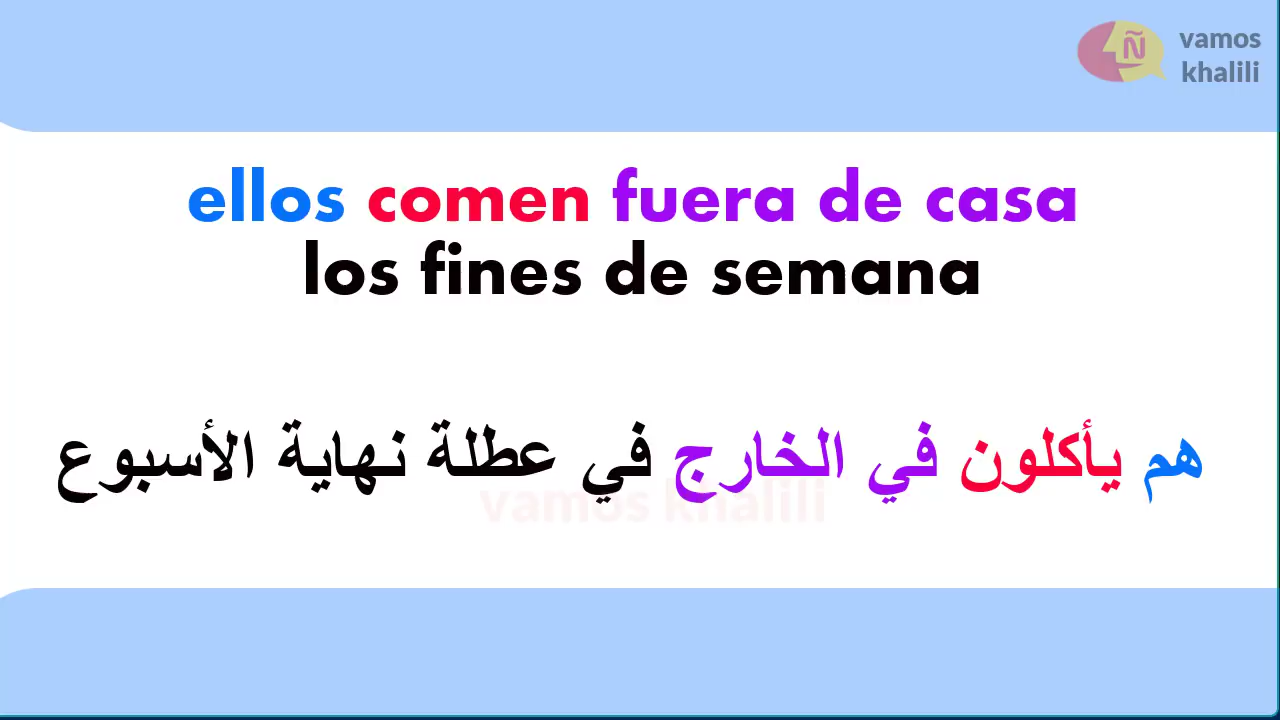 Ñ
vamos
khalili
ellos comen fuera de casa
los fines de semana
هم يأكلون في الخارج في عطلة نهاية الأسبوع
vamos khalili